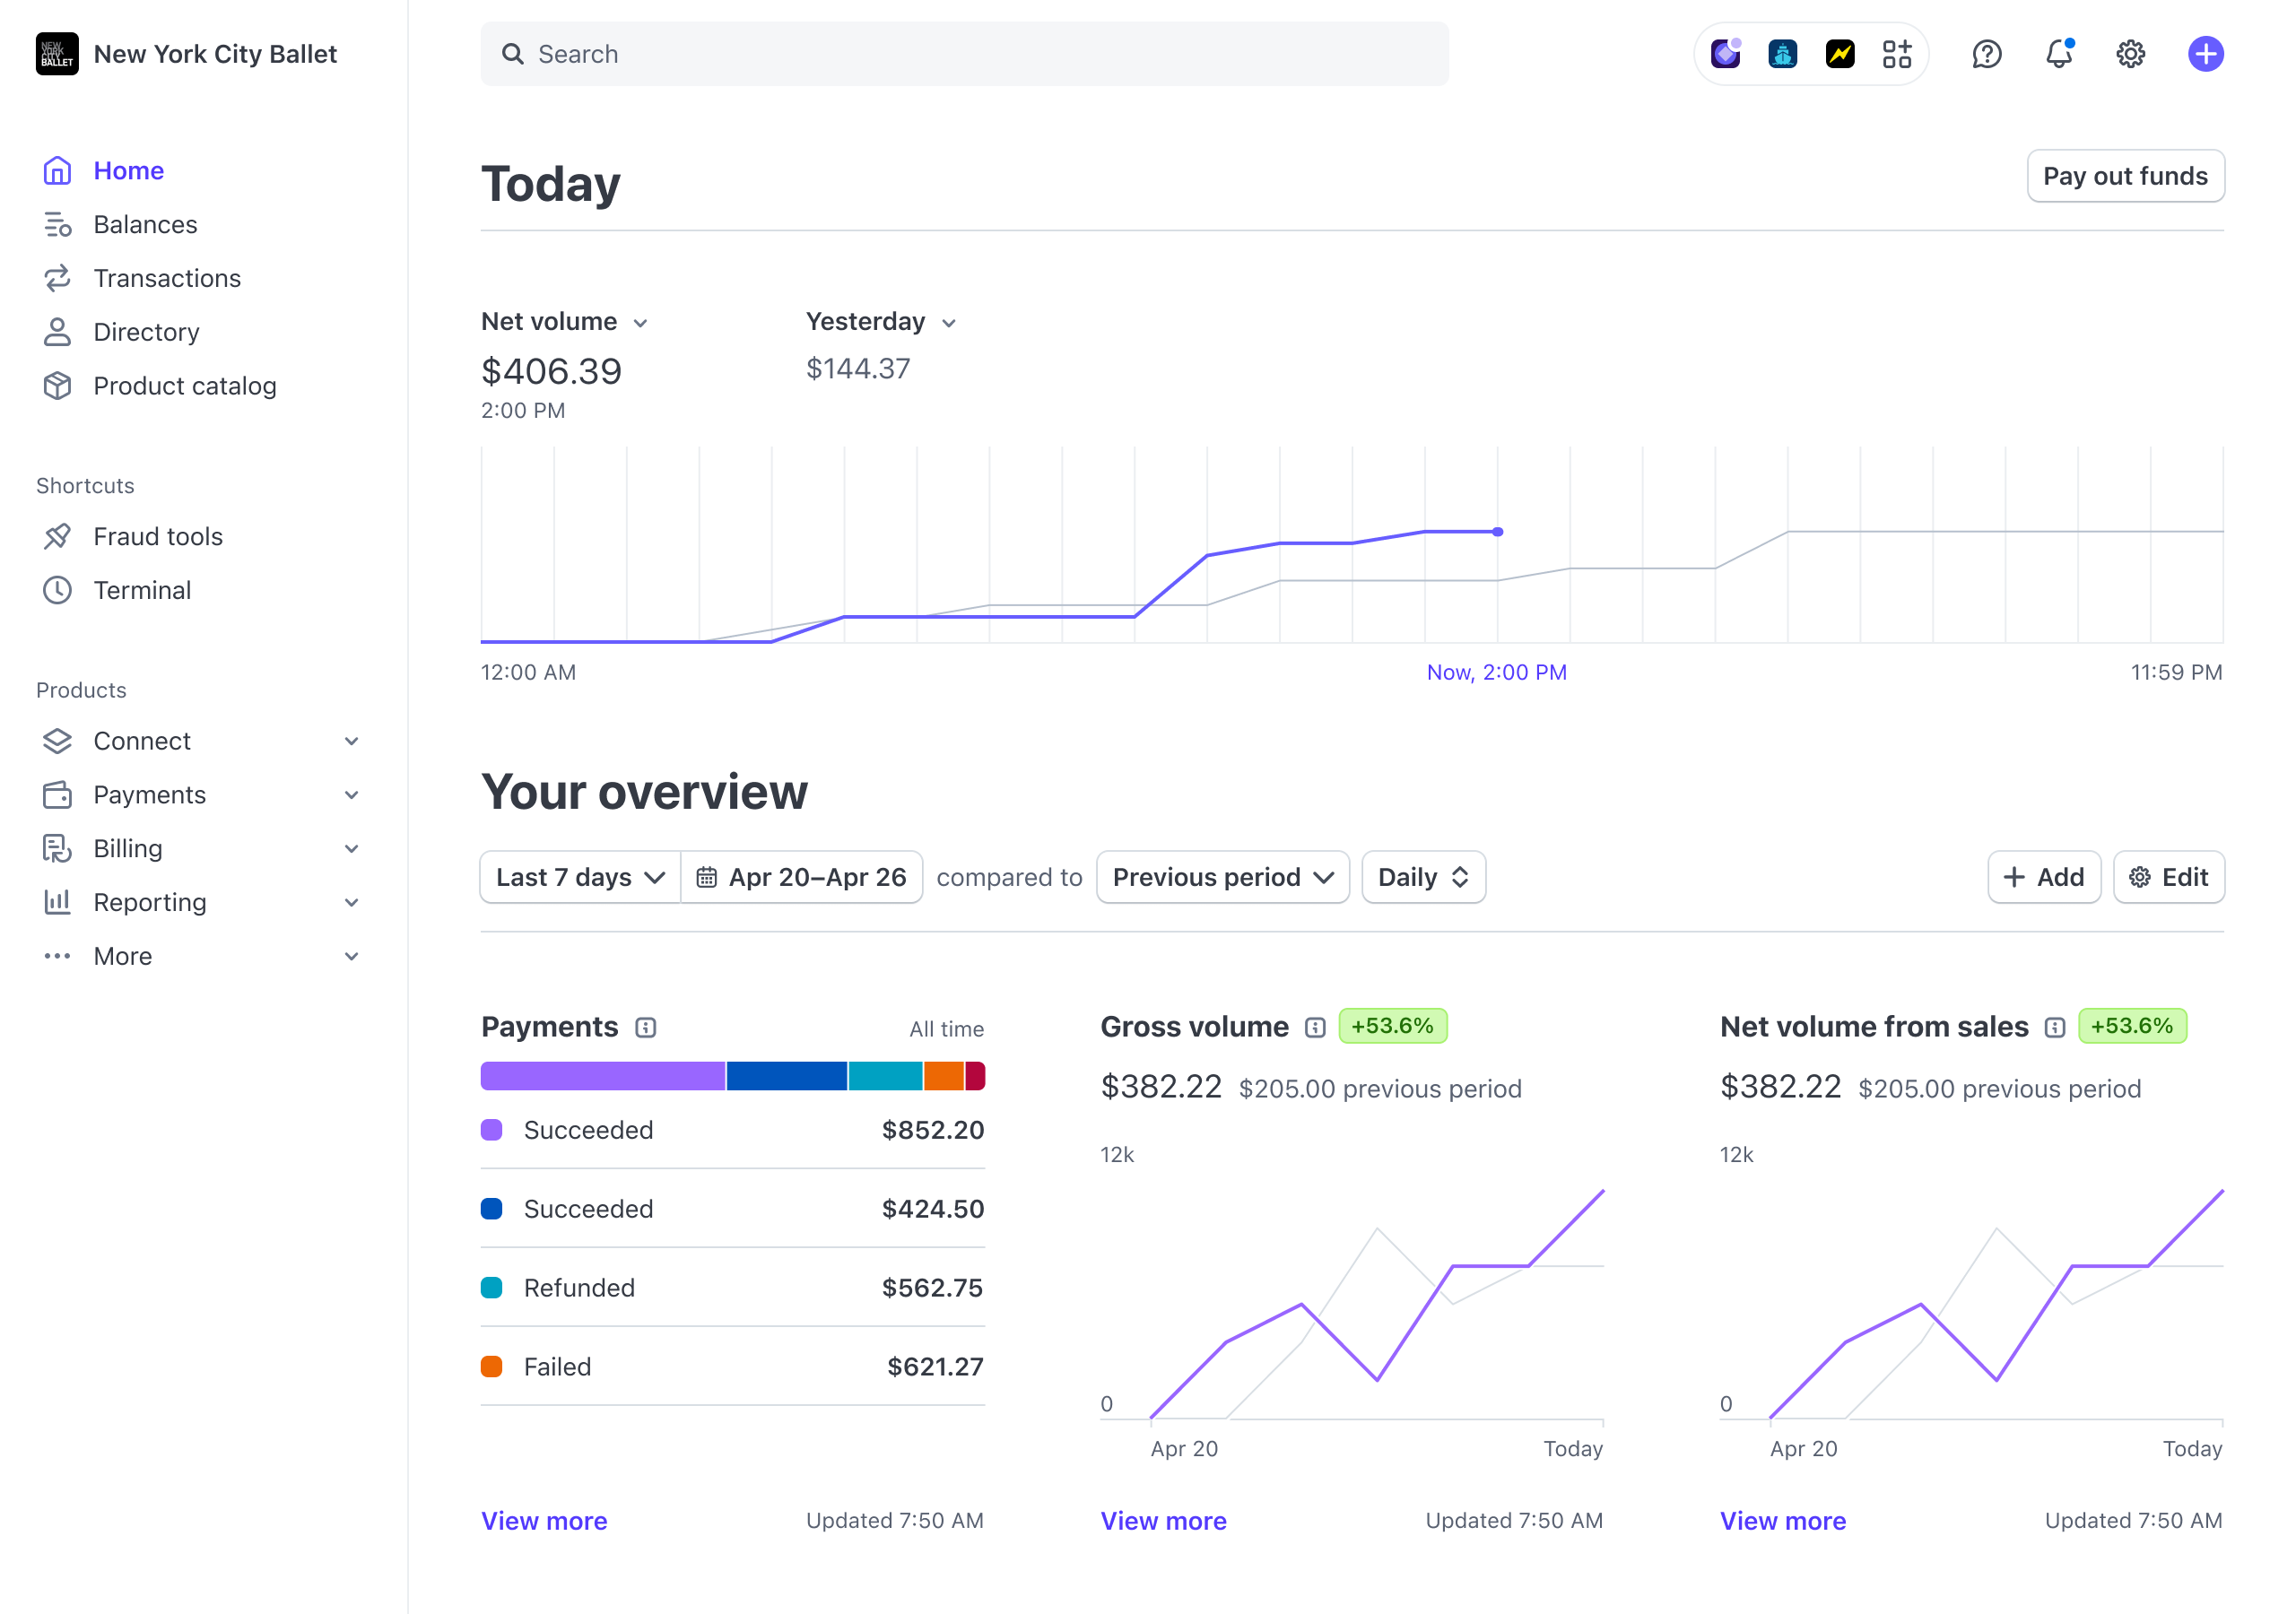 NEW YORK CITY BALLET
New York City Ballet
Search
Home
Balances
Transactions
Directory
Product catalog
Shortcuts
Fraud tools
Terminal
Products
Connect
Payments
Billing
Reporting
More
Today
Pay out funds
Net volume
Yesterday
$406.39
$144.37
2:00 PM
12:00 AM
Now, 2:00 PM
11:59 PM
Your overview
Last 7 days
Apr 20–Apr 26
compared to
Previous period
Daily
+ Add
Edit
Payments
All time
Succeeded
$852.20
Succeeded
$424.50
Refunded
$562.75
Failed
$621.27
View more
Updated 7:50 AM
Gross volume
+53.6%
$382.22
$205.00 previous period
12k
0
Apr 20
Today
View more
Updated 7:50 AM
Net volume from sales
+53.6%
$382.22
$205.00 previous period
12k
0
Apr 20
Today
View more
Updated 7:50 AM